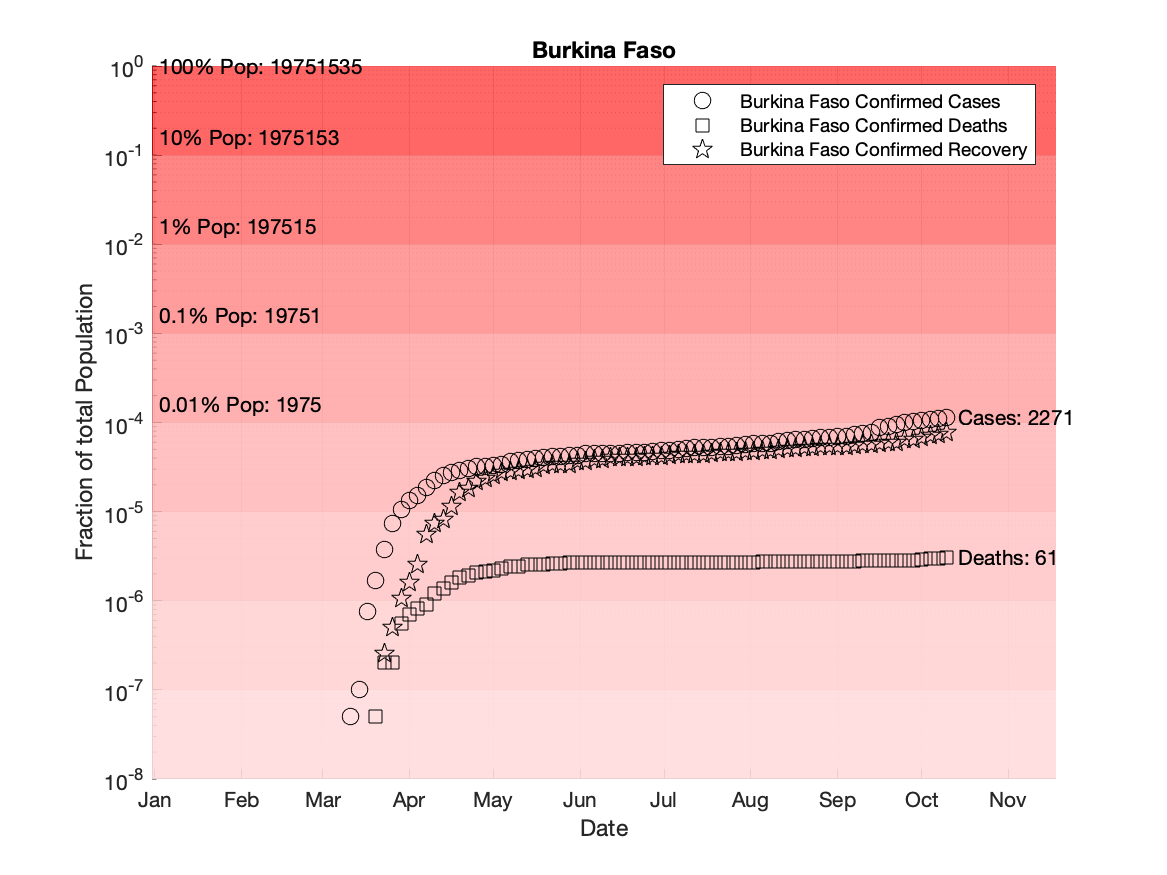 Burkina Faso
10^0
100% Pop: 19751535
Burkina Faso Confirmed Cases
Burkina Faso Confirmed Deaths
Burkina Faso Confirmed Recovery
10% Pop: 1975153
10^-1
1% Pop: 197515
10^-2
0.1% Pop: 19751
10^-3
0.01% Pop: 1975
10^-4
Cases: 2271
10^-5
Deaths: 61
10^-6
10^-7
10^-8
Fraction of total Population
Jan Feb Mar Apr May Jun Jul Aug Sep Oct Nov
Date